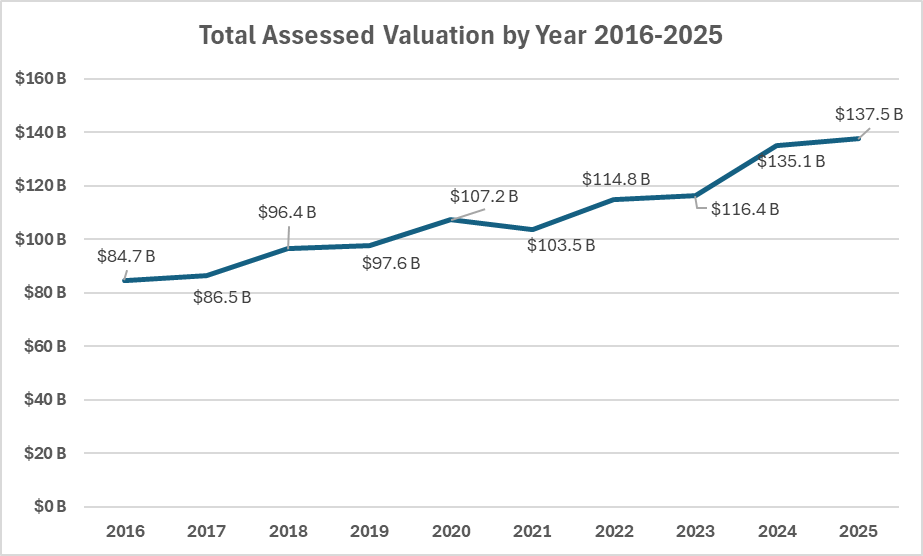 Total Assessed Valuation by Year 2016-2025
$160 B
$140 B
$120 B
$100 B
$80 B
$60 B
$40 B
$20 B
$0 B
$84.7 B
$86.5 B
$96.4 B
$97.6 B
$107.2 B
$103.5 B
$114.8 B
$116.4 B
$135.1 B
$137.5 B
2016 2017 2018 2019 2020 2021 2022 2023 2024 2025